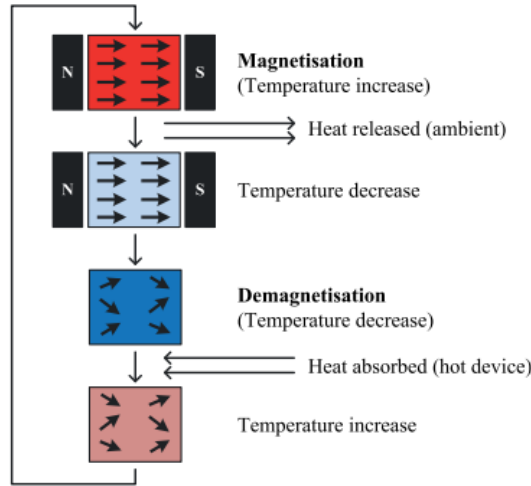 N
S
Magnetisation
(Temperature increase)
Heat released (ambient)
N
S
Temperature decrease
Demagnetisation
(Temperature decrease)
Heat absorbed (hot device)
Temperature increase